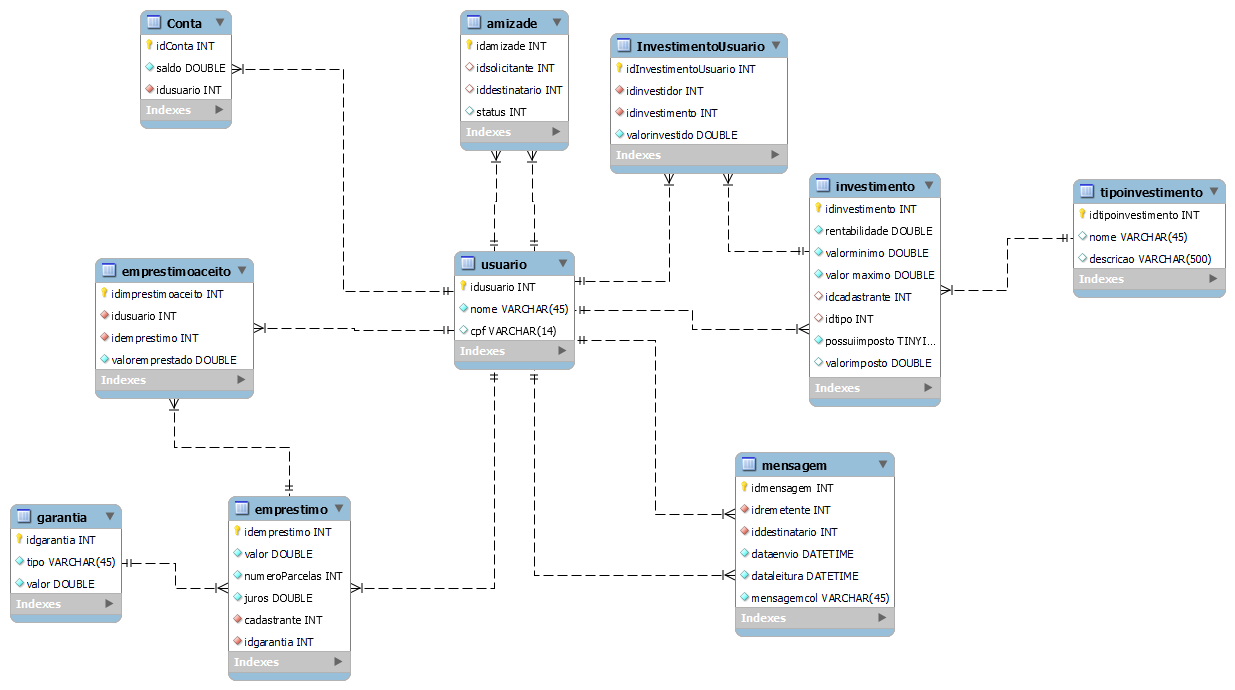 Conta
idConta INT
saldo DOUBLE
idusuario INT
Indexes
amizade
idamizade INT
idsolicitante INT
iddestinatario INT
status INT
Indexes
InvestimentoUsuario
idInvestimentoUsuario INT
idinvestidor INT
idinvestimento INT
valorinvestido DOUBLE
Indexes
investimento
idinvestimento INT
rentabilidade DOUBLE
valorminimo DOUBLE
valor maximo DOUBLE
idcadastrante INT
idtipo INT
possuiimposto TINYI...
valorimposto DOUBLE
Indexes
tipoinvestimento
idtipoinvestimento INT
nome VARCHAR(45)
descricao VARCHAR(500)
Indexes
emprestimoaceito
idimprestimoaceito INT
idusuario INT
idemprestimo INT
valoremprestado DOUBLE
Indexes
usuario
idusuario INT
nome VARCHAR(45)
cpf VARCHAR(14)
Indexes
garantia
idgarantia INT
tipo VARCHAR(45)
valor DOUBLE
Indexes
emprestimo
idemprestimo INT
valor DOUBLE
numeroParcelas INT
juros DOUBLE
cadastrante INT
idgarantia INT
Indexes
mensagem
idmensagem INT
idremetente INT
iddestinatario INT
dataenvio DATETIME
dataleitura DATETIME
mensagemcol VARCHAR(45)
Indexes